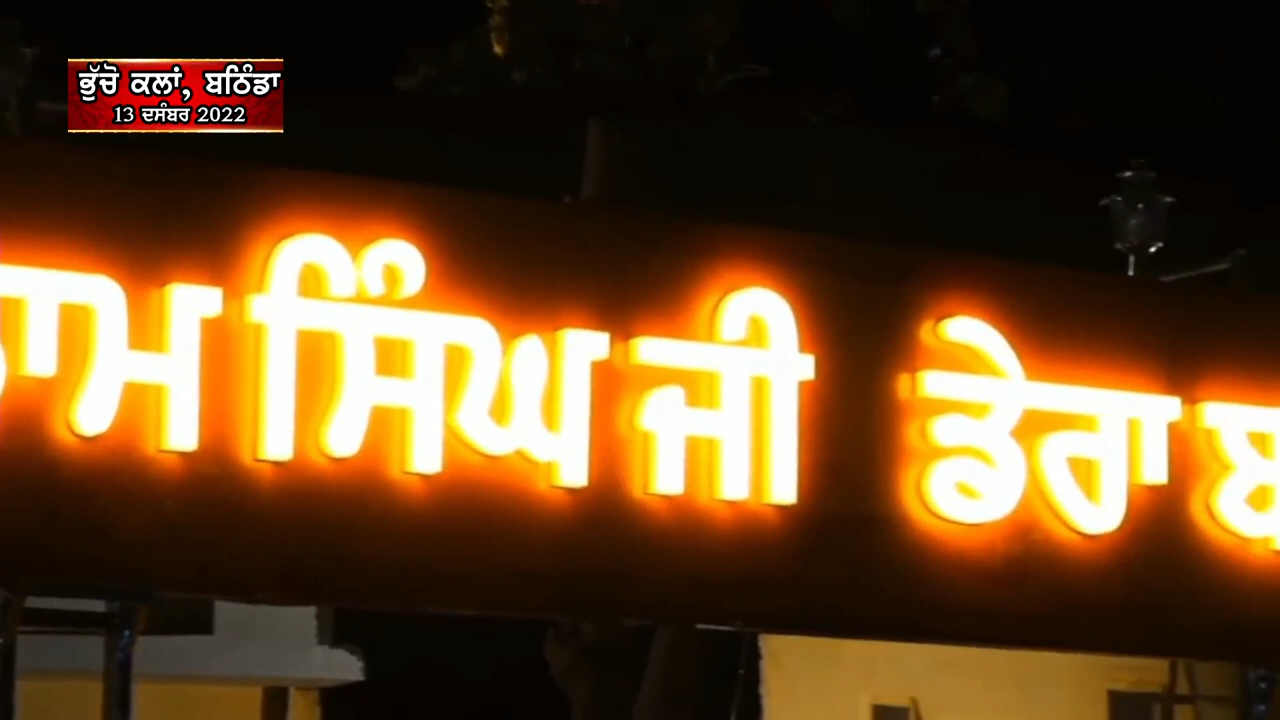 ਭੁੱਚੋ ਕਲਾਂ, ਬਠਿੰਡਾ
13 ਦਸੰਬਰ 2022
ਸਿੰਘ ਜੀ ਡੇਰਾ